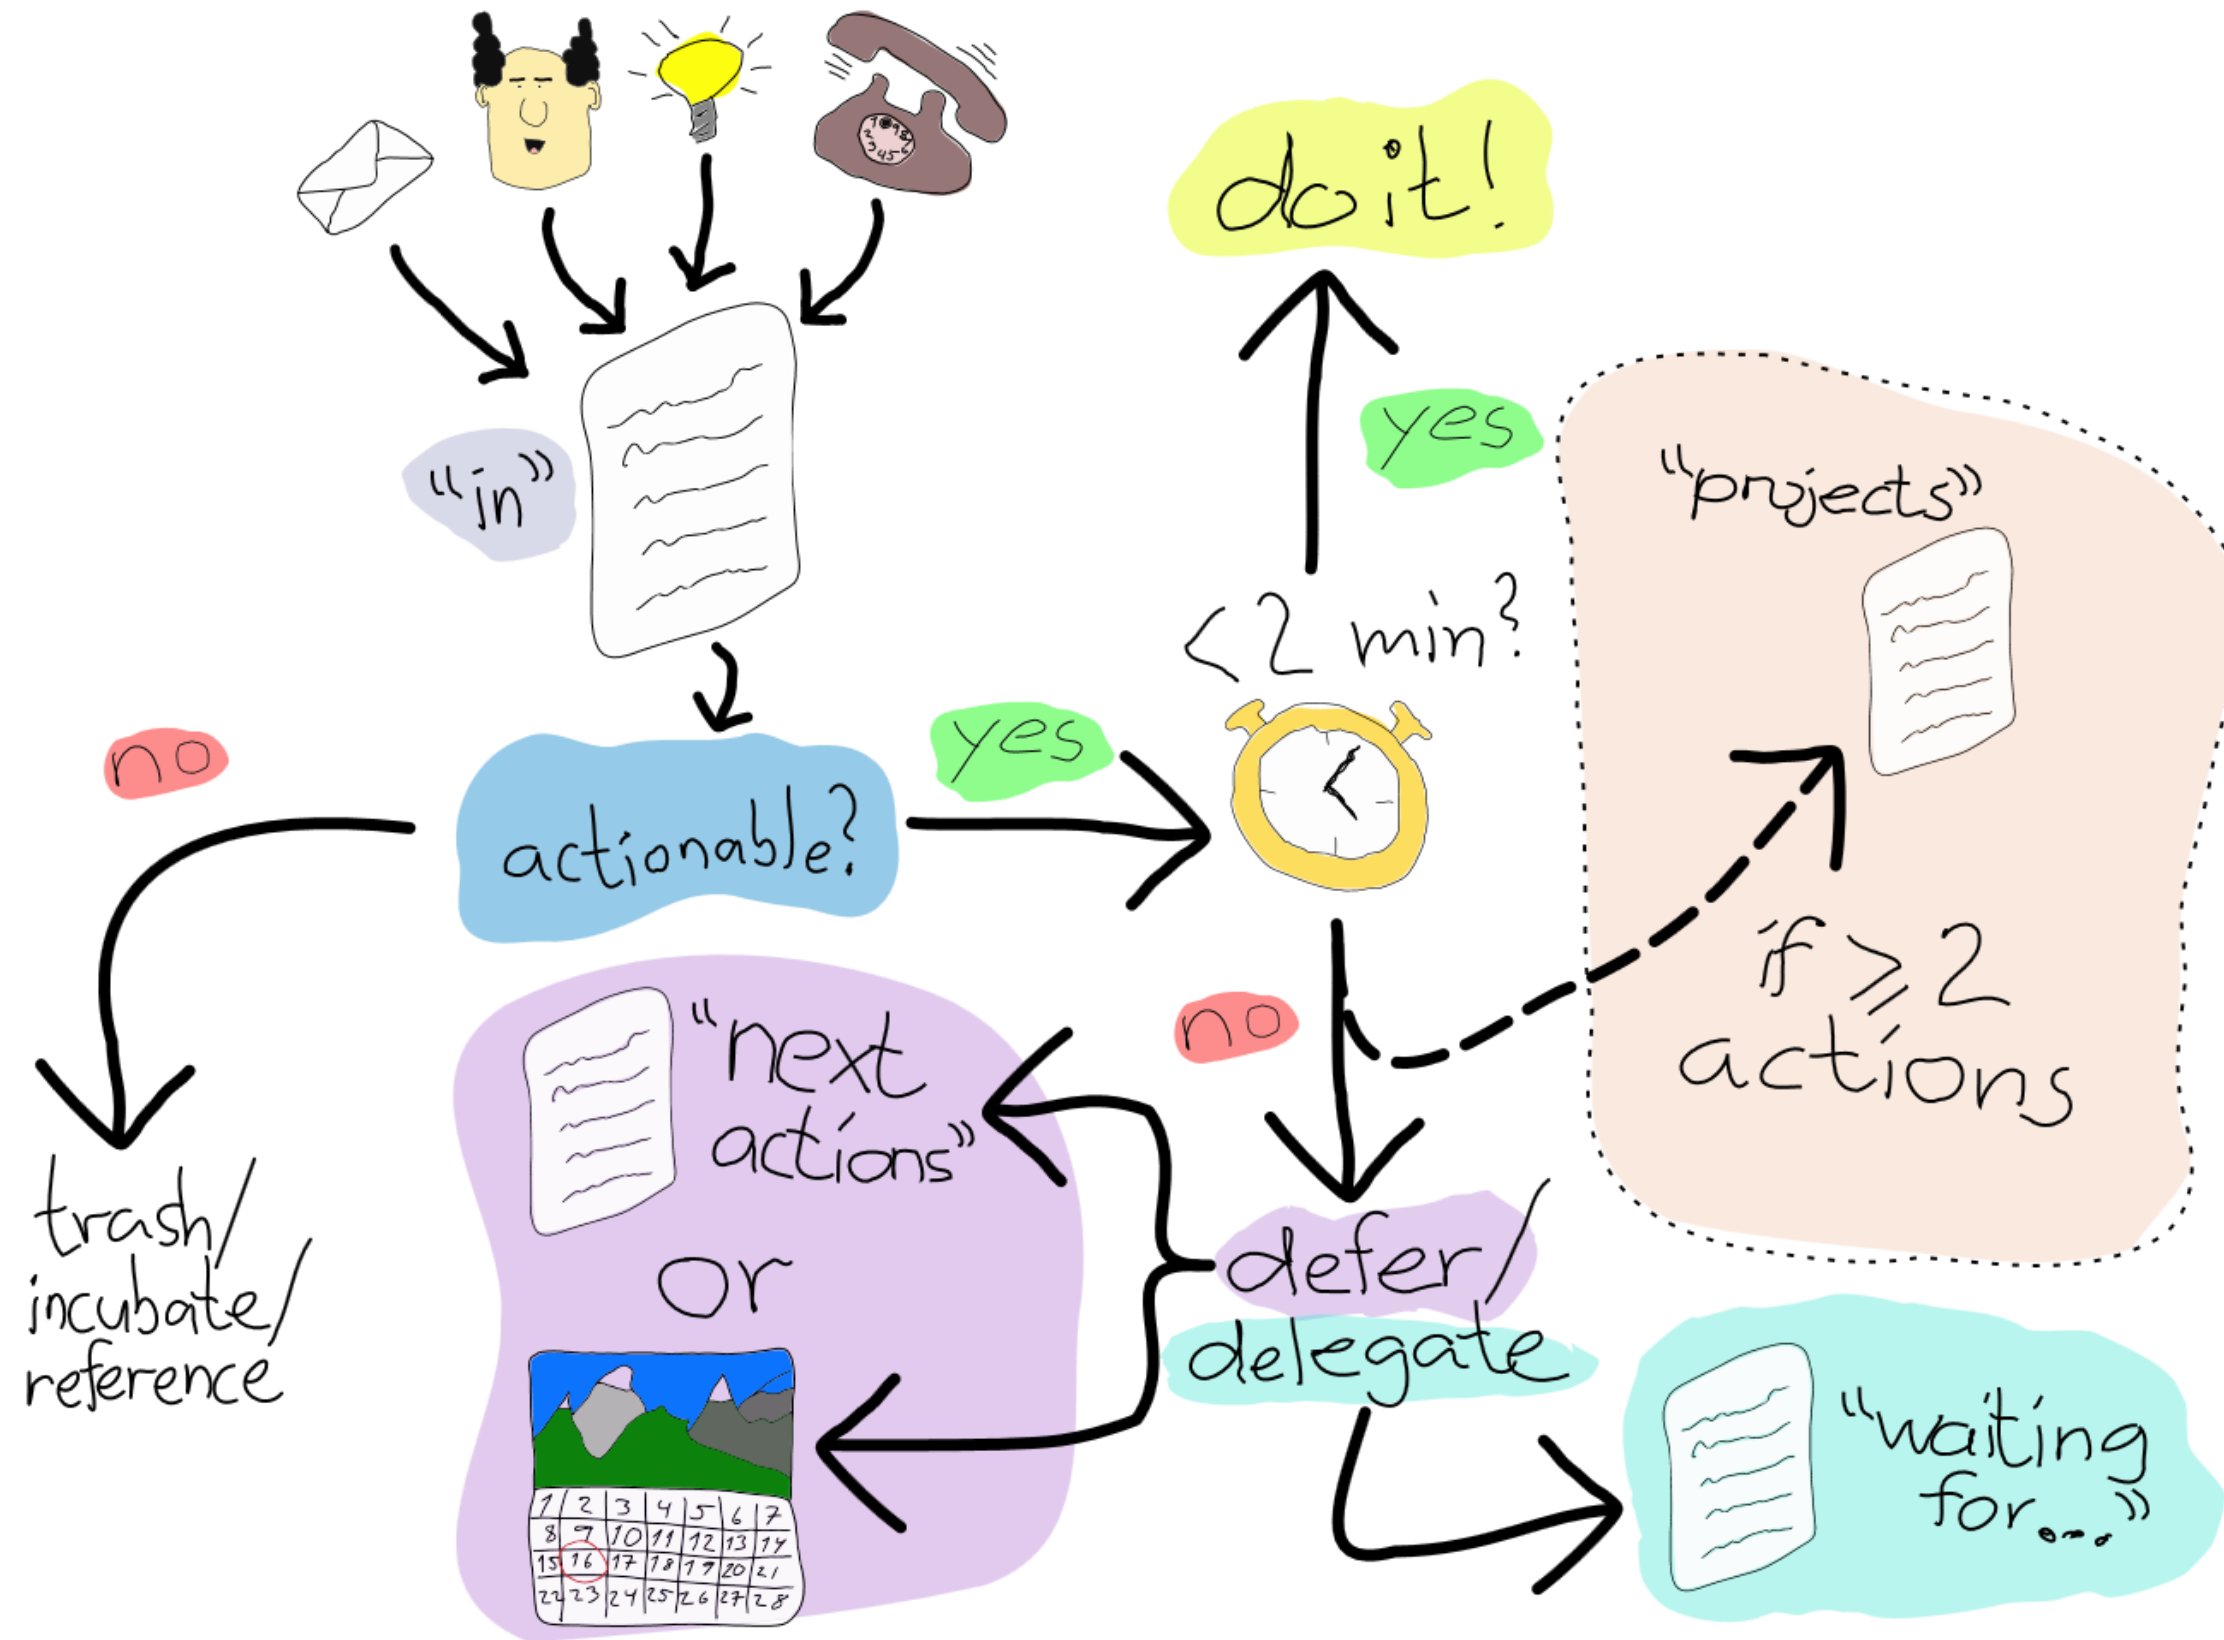 do it!
yes
"in"
"projects"
<2 min?
no
yes
actionable?
if ⩾ 2
actions
no
"next
actions"
or
trash/
incubate/
reference
defer/
delegate
"waiting
for..."
1 2 3 4 5 6 7
8 9 10 11 12 13 14
15 16 17 18 19 20 21
22 23 24 25 26 27 28